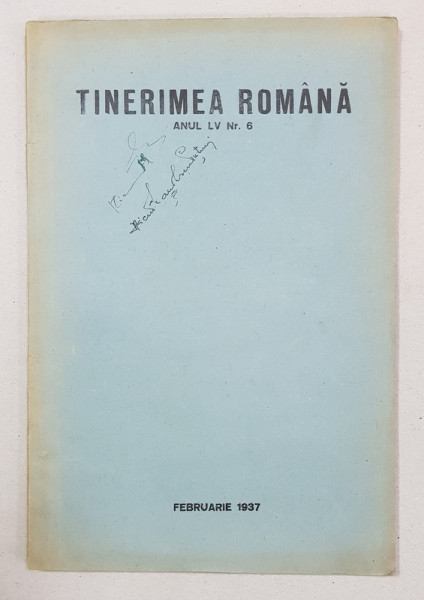 TINERIMEA ROMÂNĂ
ANUL LV Nr. 6
FEBRUARIE 1937